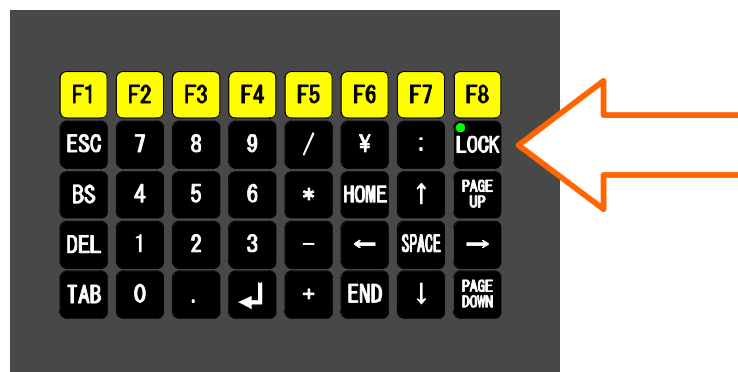 F1 F2 F3 F4 F5 F6 F7 F8
ESC 7 8 9 / ¥ : LOCK
BS 4 5 6 * HOME ↑ PAGE UP
DEL 1 2 3 − ← SPACE →
TAB 0 . ↲ + END ↓ PAGE DOWN